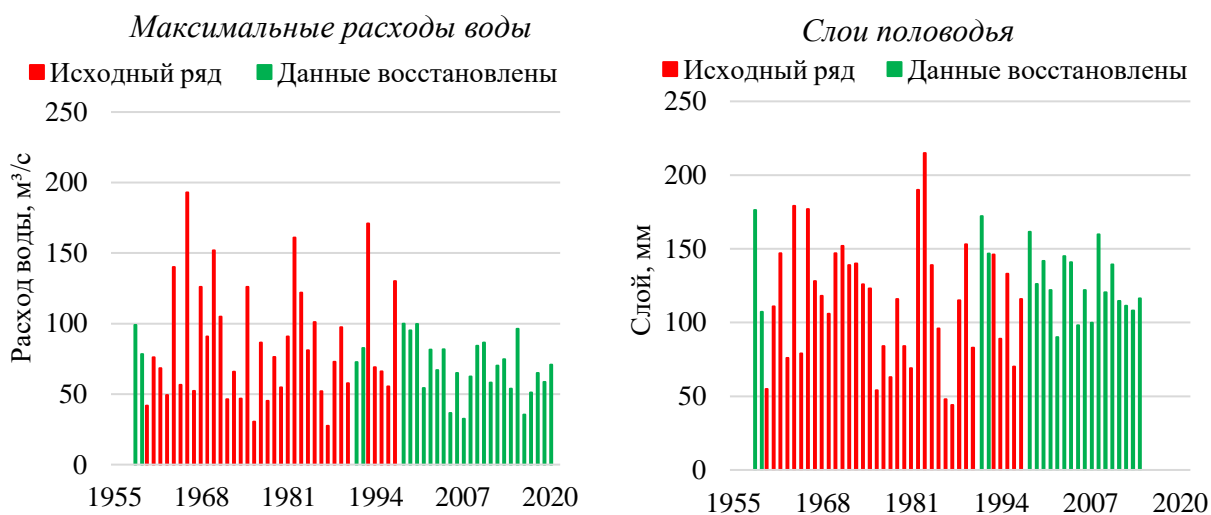 Максимальные расходы воды
Исходный ряд Данные восстановлены
Расход воды, м³/с
250
200
150
100
50
0
1955 1968 1981 1994 2007 2020
Слои половодья
Исходный ряд Данные восстановлены
Слой, мм
250
200
150
100
50
0
1955 1968 1981 1994 2007 2020